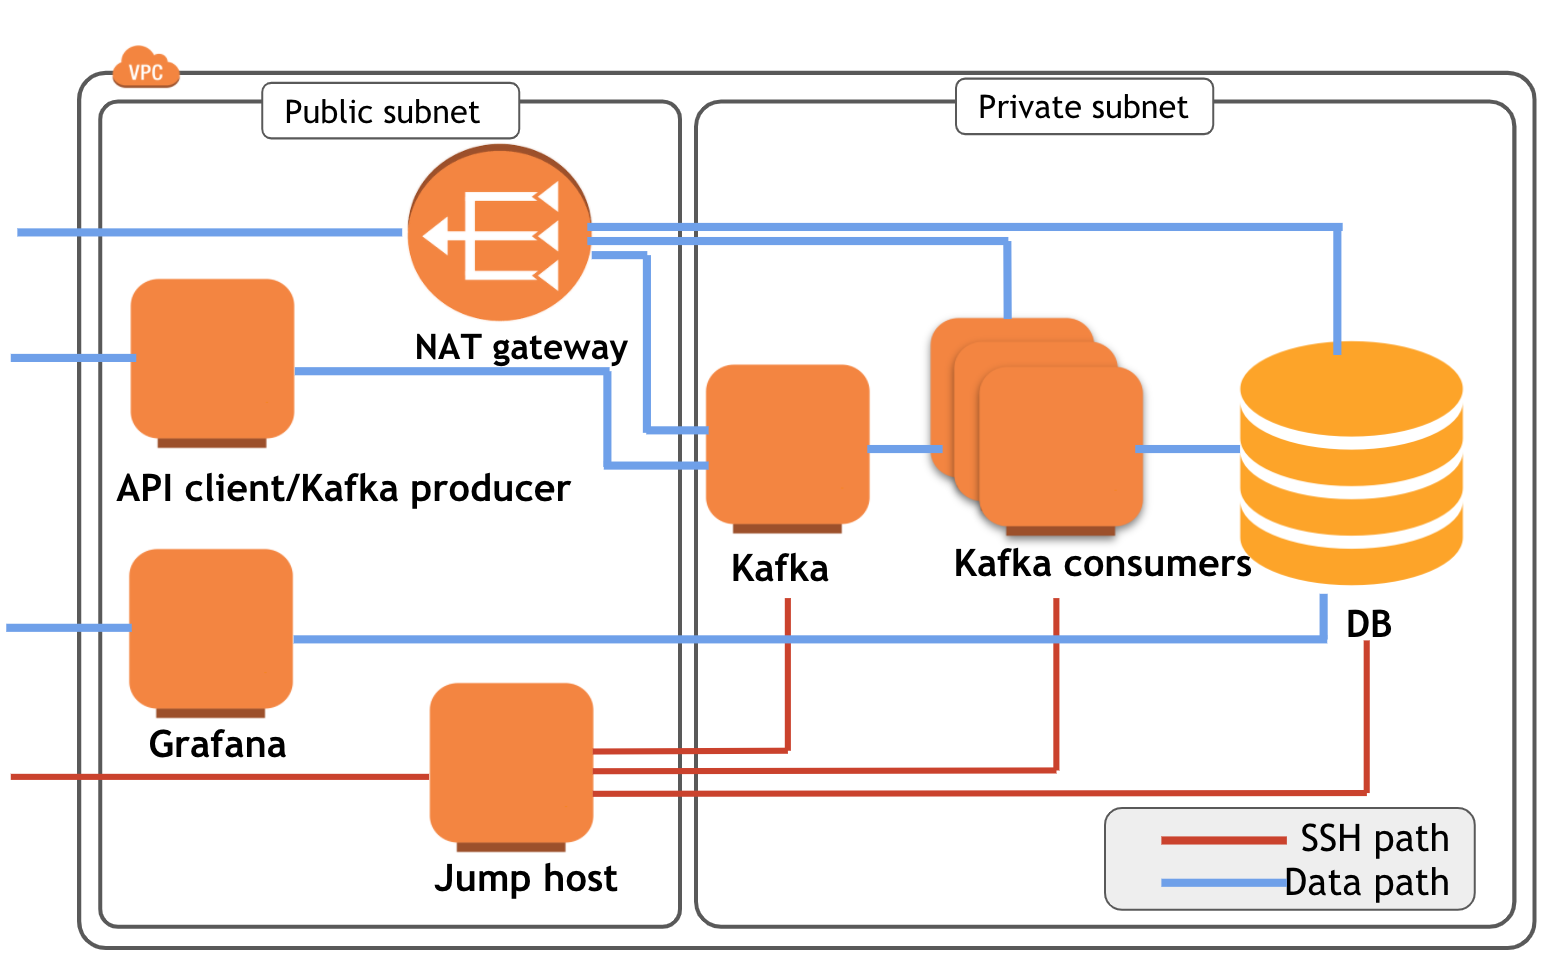 VPC
Public subnet
Private subnet
NAT gateway
API client/Kafka producer
Kafka
Kafka consumers
DB
Grafana
Jump host
SSH path
Data path